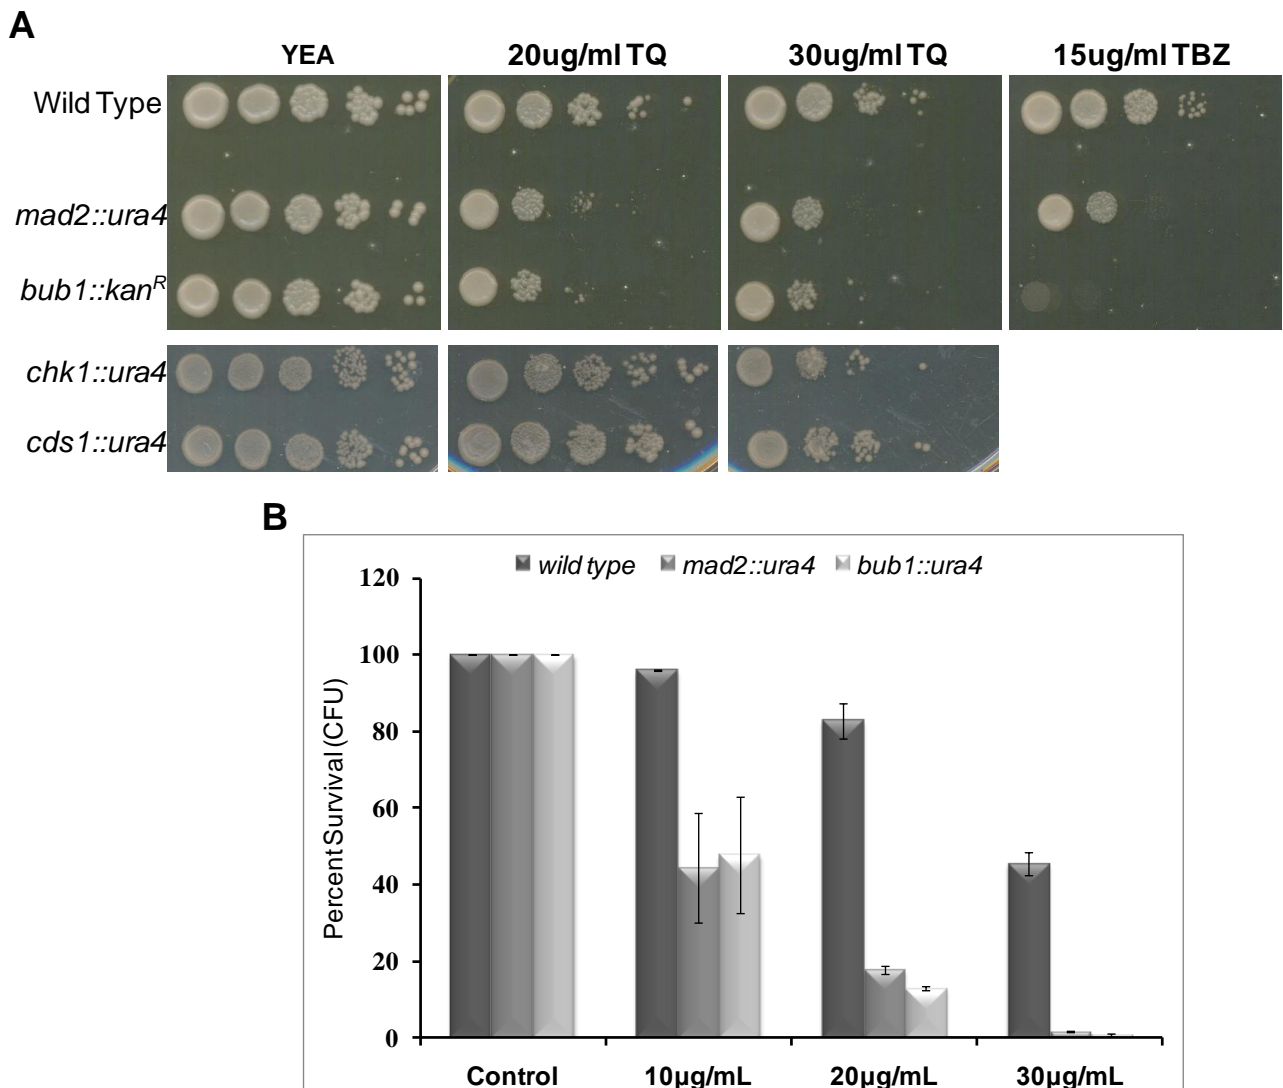 A
YEA 20ug/ml TQ 30ug/ml TQ 15ug/ml TBZ
Wild Type
mad2::ura4
bub1::kanR
chk1::ura4
cds1::ura4
B
wild type mad2::ura4 bub1::ura4
120
100
80
60
40
20
0
Percent Survival (CFU)
Control 10µg/mL 20µg/mL 30µg/mL